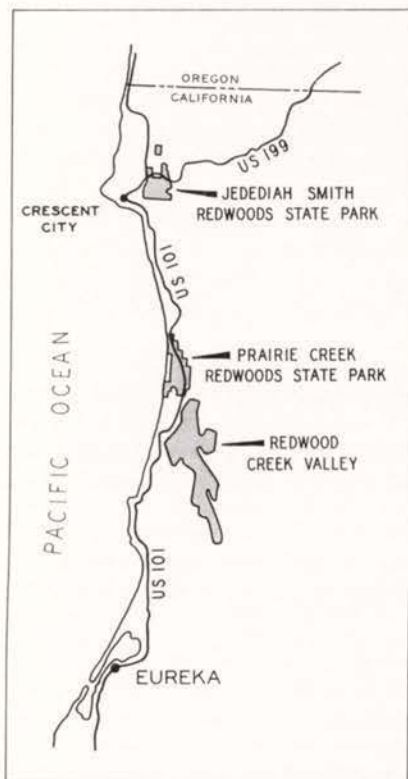 OREGON
CALIFORNIA
US 199
JEDEDIAH SMITH
REDWOODS STATE PARK
CRESCENT
CITY
US 101
PRAIRIE CREEK
REDWOODS STATE PARK
PACIFIC OCEAN
REDWOOD
CREEK VALLEY
US 101
EUREKA